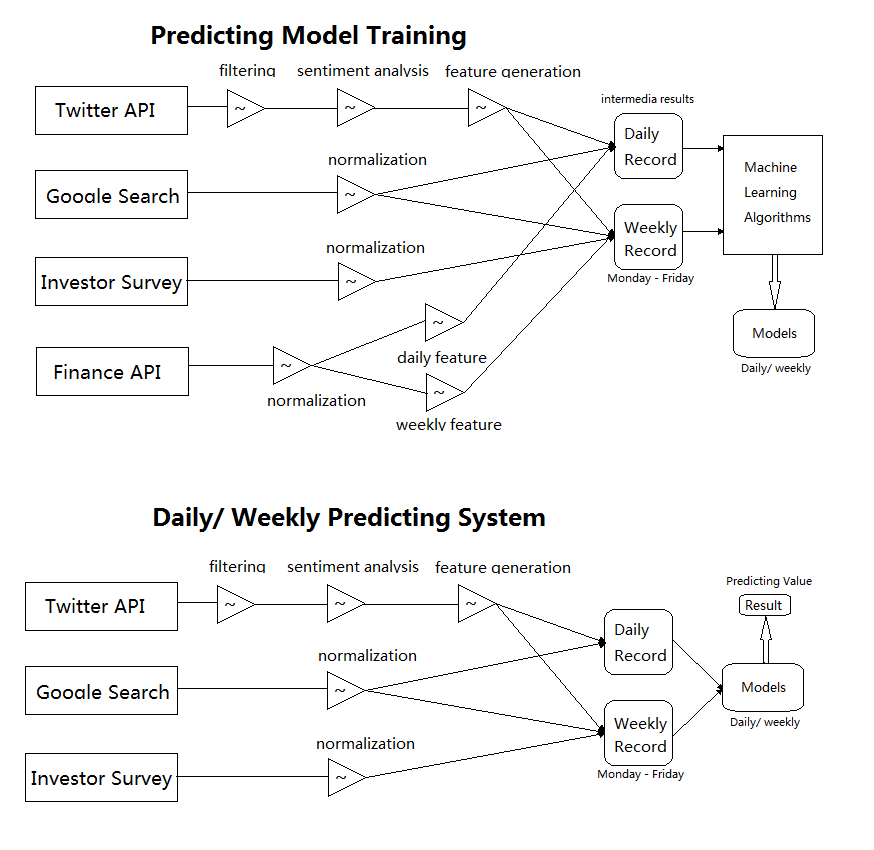 Predicting Model Training
filtering
sentiment analysis
feature generation
intermedia results
Twitter API
~
~
~
Daily
Record
normalization
Google Search
~
Machine
Learning
Algorithms
Weekly
Record
Monday - Friday
normalization
Investor Survey
~
~
daily feature
Models
Daily/ weekly
Finance API
~
normalization
~
weekly feature
Daily/ Weekly Predicting System
filtering
sentiment analysis
feature generation
Predicting Value
Result
Twitter API
~
~
~
Daily
Record
normalization
Google Search
~
Models
Daily/ weekly
Weekly
Record
Monday - Friday
normalization
Investor Survey
~